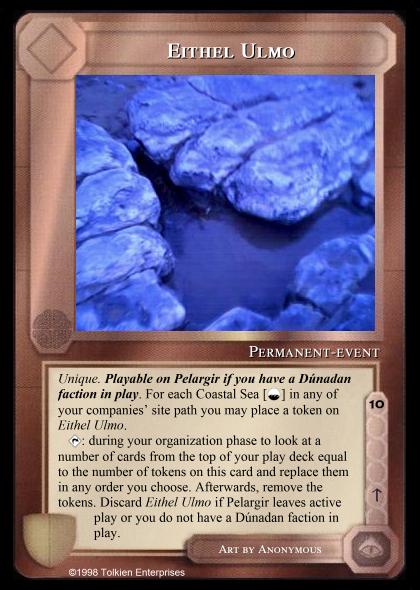 Eithel Ulmo
Permanent-event
Unique. Playable on Pelargir if you have a Dúnadan
faction in play. For each Coastal Sea [ ] in any of
your companies' site path you may place a token on
Eithel Ulmo.
: during your organization phase to look at a
number of cards from the top of your play deck equal
to the number of tokens on this card and replace them
in any order you choose. Afterwards, remove the
tokens. Discard Eithel Ulmo if Pelargir leaves active
play or you do not have a Dúnadan faction in
play.
10
Art by Anonymous
©1998 Tolkien Enterprises